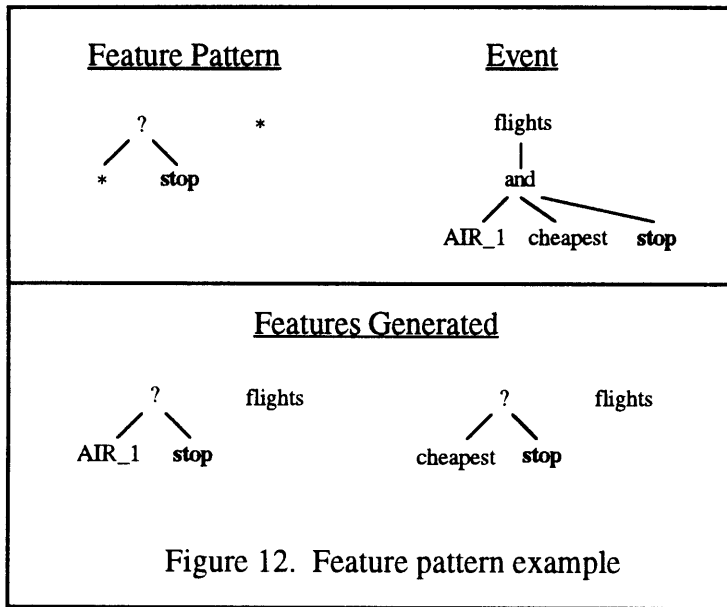 Feature Pattern Event
? * flights
* stop and
AIR_1 cheapest stop
Features Generated
? flights ? flights
AIR_1 stop cheapest stop
Figure 12. Feature pattern example